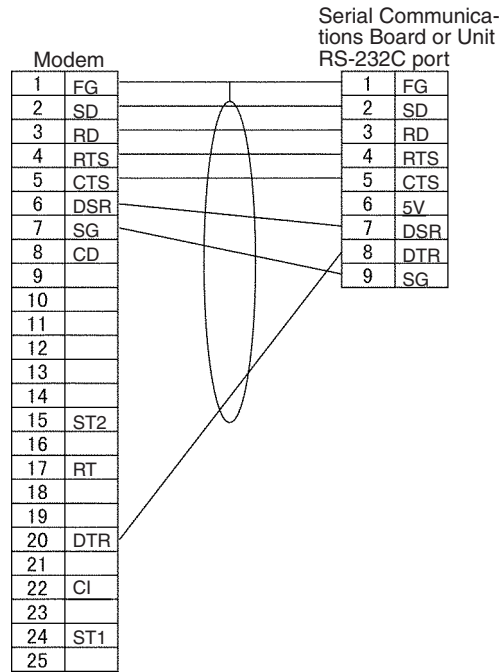 Serial Communica-
tions Board or Unit
RS-232C port
Modem
1 FG
2 SD
3 RD
4 RTS
5 CTS
6 DSR
7 SG
8 CD
9
10
11
12
13
14
15 ST2
16
17 RT
18
19
20 DTR
21
22 CI
23
24 ST1
25
1 FG
2 SD
3 RD
4 RTS
5 CTS
6 5V
7 DSR
8 DTR
9 SG